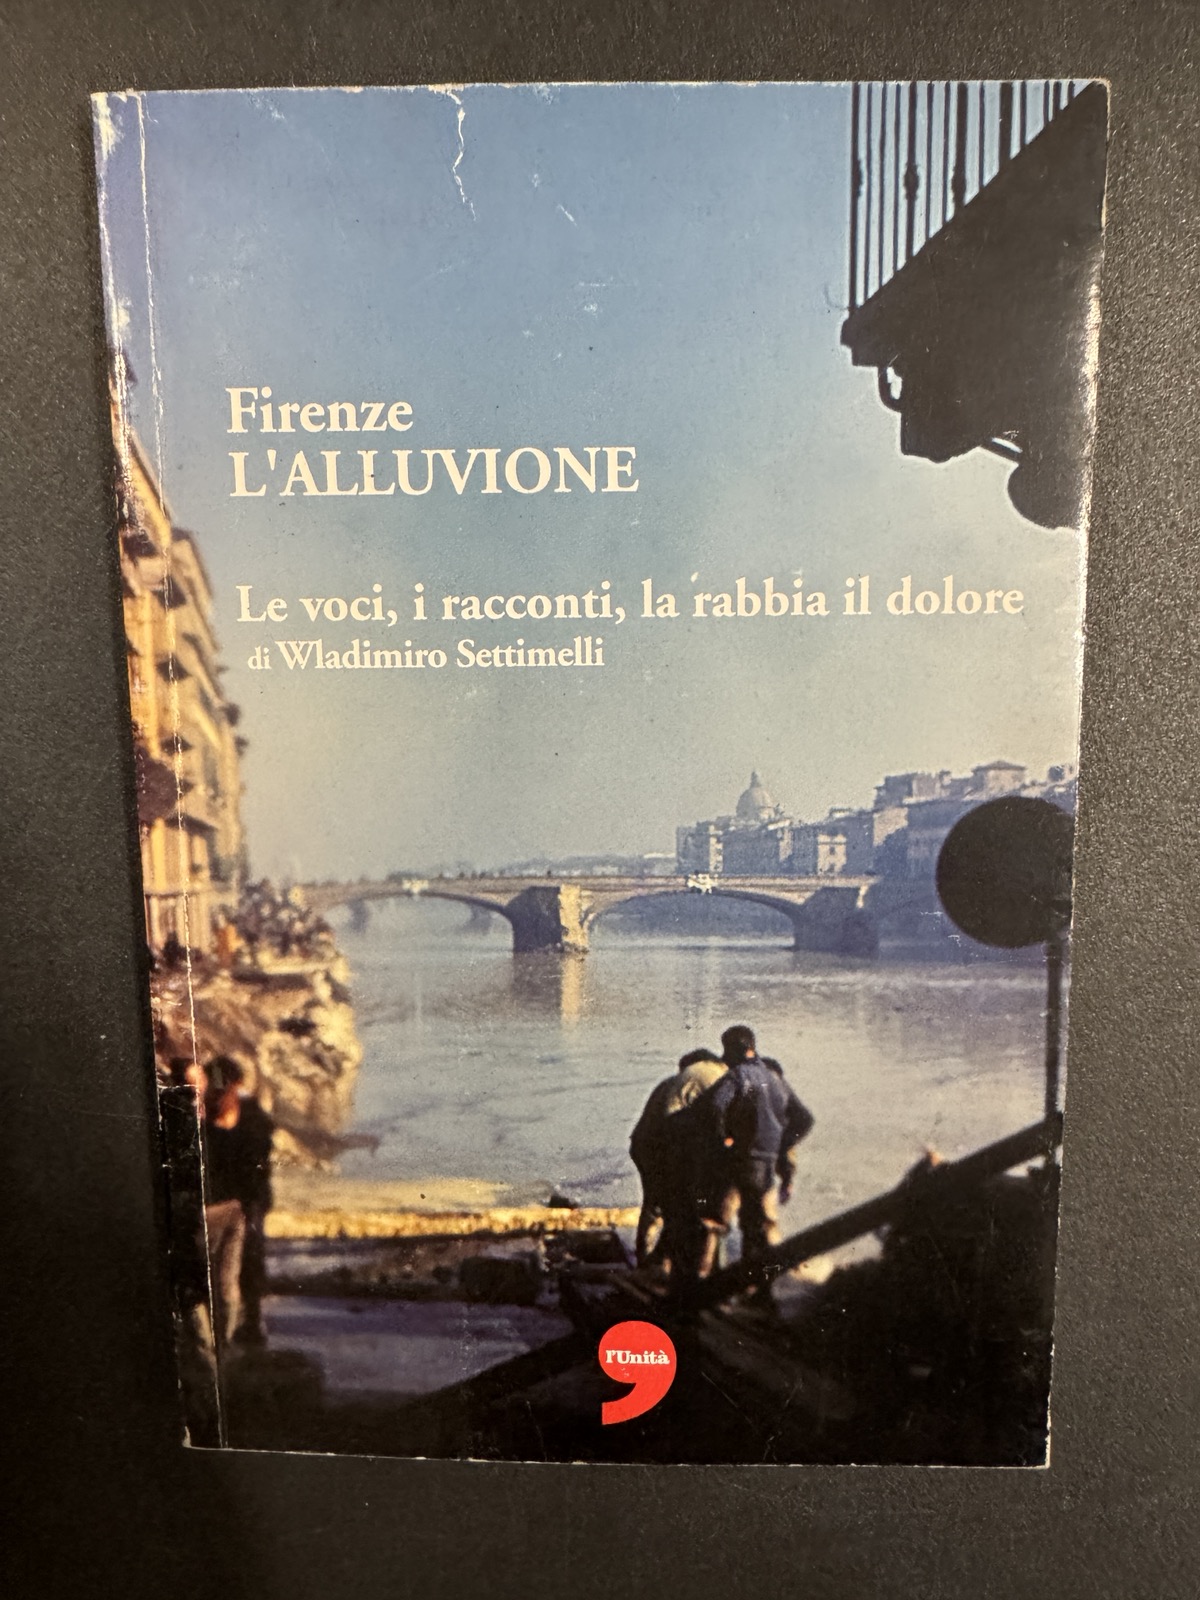 Firenze
L'ALLUVIONE
Le voci, i racconti, la rabbia il dolore
di Wladimiro Settimelli
l'Unità